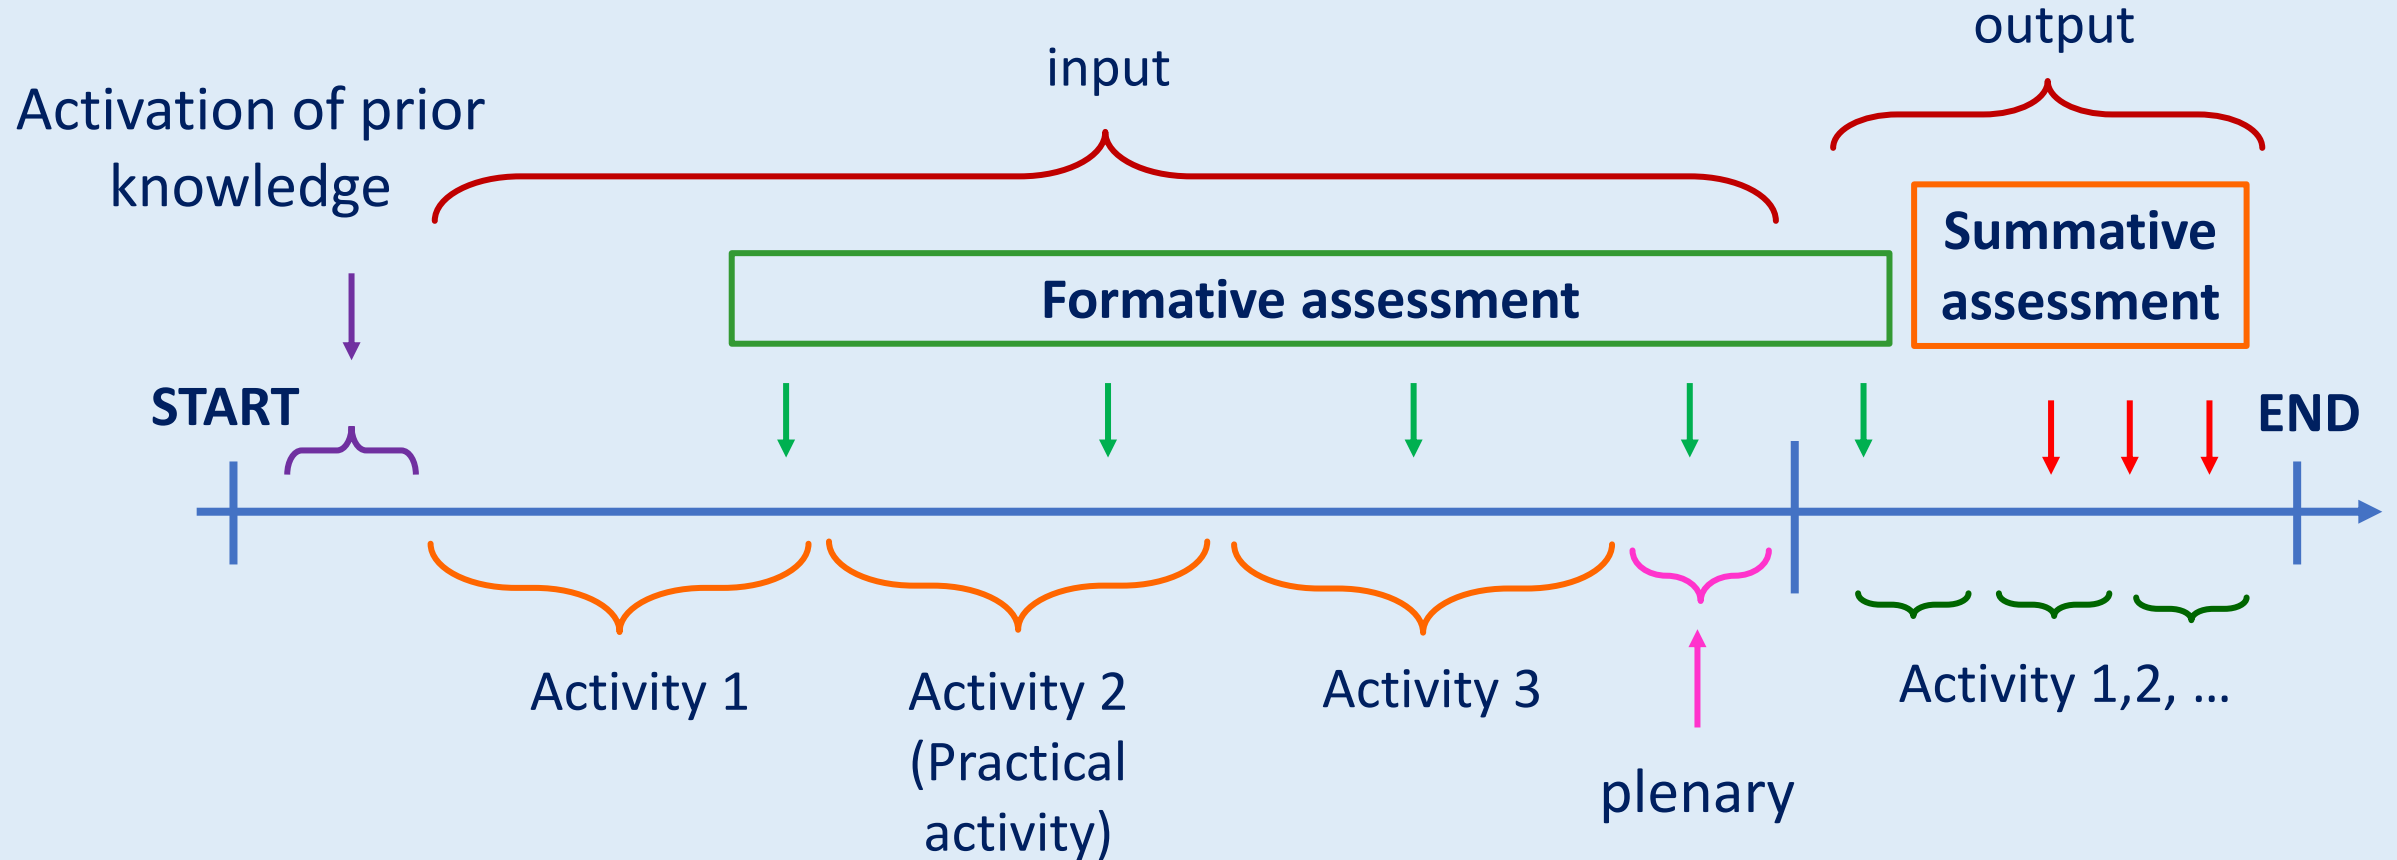 output
input
Activation of prior
knowledge
Summative
assessment
Formative assessment
START
END
Activity 1
Activity 2
(Practical
activity)
Activity 3
Activity 1,2, ...
plenary